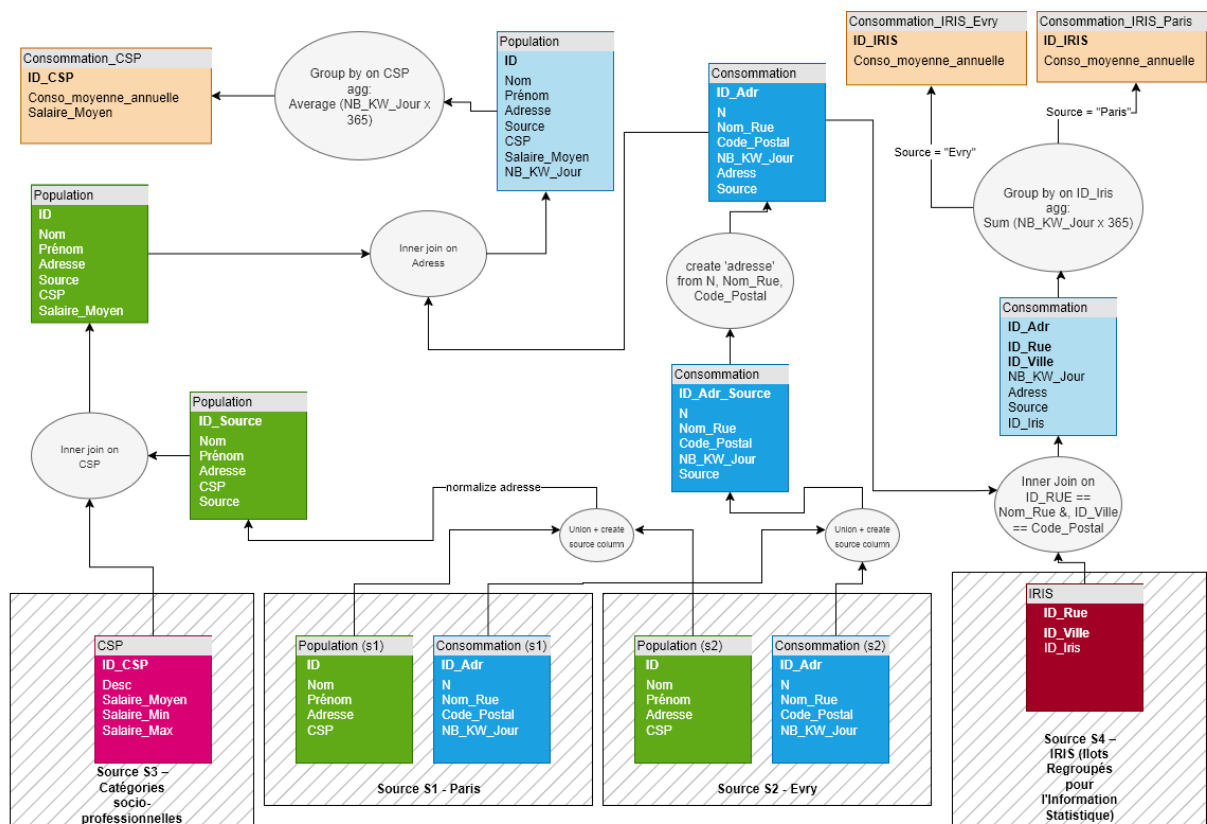 Consommation_CSP
ID_CSP
Conso_moyenne_annuelle
Salaire_Moyen
Group by on CSP
agg:
Average (NB_KW_Jour x
365)
Population
ID
Nom
Prénom
Adresse
Source
CSP
Salaire_Moyen
NB_KW_Jour
Consommation
ID_Adr
N
Nom_Rue
Code_Postal
NB_KW_Jour
Adress
Source
Consommation_IRIS_Evry
ID_IRIS
Conso_moyenne_annuelle
Consommation_IRIS_Paris
ID_IRIS
Conso_moyenne_annuelle
Source = "Paris"
Source = "Evry"
Group by on ID_Iris
agg:
Sum (NB_KW_Jour x 365)
Population
ID
Nom
Prénom
Adresse
Source
CSP
Salaire_Moyen
Inner join on
Adress
create 'adresse'
from N, Nom_Rue,
Code_Postal
Consommation
ID_Adr
ID_Rue
ID_Ville
NB_KW_Jour
Adress
Source
ID_Iris
Consommation
ID_Adr_Source
N
Nom_Rue
Code_Postal
NB_KW_Jour
Source
Population
ID_Source
Nom
Prénom
Adresse
CSP
Source
Inner join on
CSP
normalize adresse
Union + create
source column
Union + create
source column
Inner Join on
ID_RUE ==
Nom_Rue &, ID_Ville
== Code_Postal
CSP
ID_CSP
Desc
Salaire_Moyen
Salaire_Min
Salaire_Max
Source S3 –
Catégories
socio-
professionnelles
Population (s1)
ID
Nom
Prénom
Adresse
CSP
Consommation (s1)
ID_Adr
N
Nom_Rue
Code_Postal
NB_KW_Jour
Source S1 - Paris
Population (s2)
ID
Nom
Prénom
Adresse
CSP
Consommation (s2)
ID_Adr
N
Nom_Rue
Code_Postal
NB_KW_Jour
Source S2 - Evry
IRIS
ID_Rue
ID_Ville
ID_Iris
Source S4 –
IRIS (Ilots
Regroupés
pour
l'Information
Statistique)